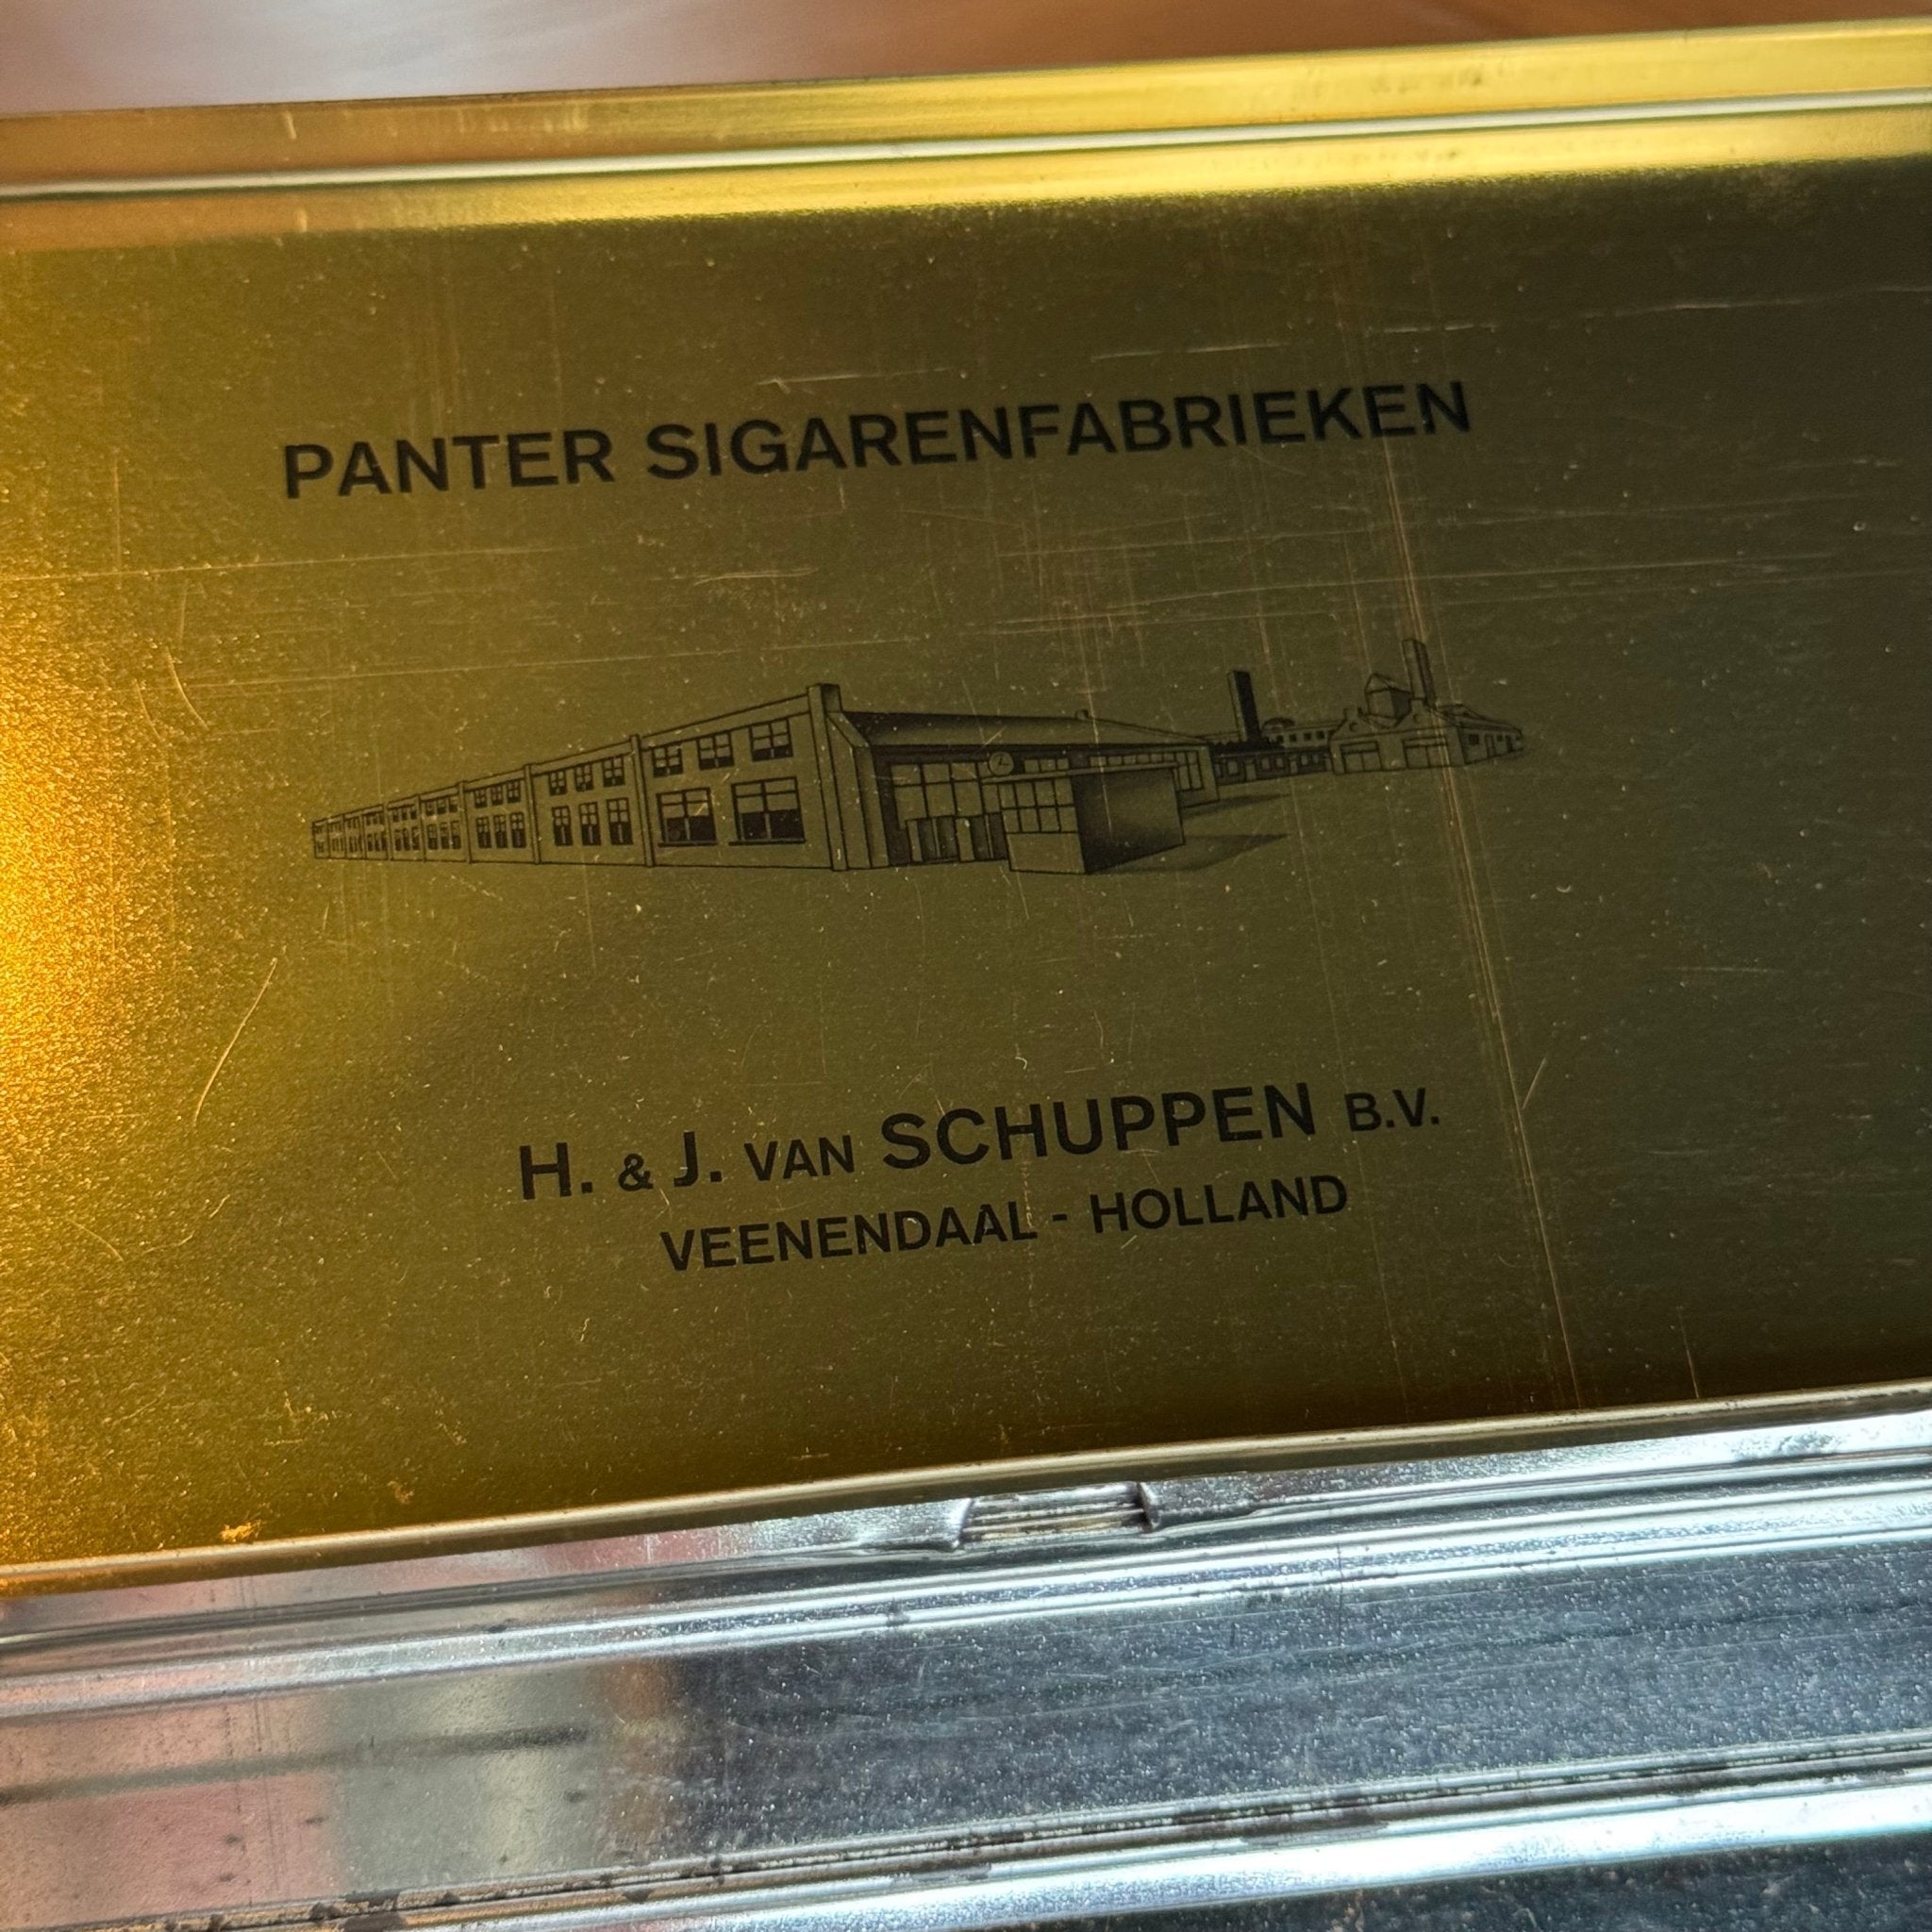 PANTER SIGARENFABRIEKEN
H. & J. VAN SCHUPPEN B.V.
VEENENDAAL - HOLLAND